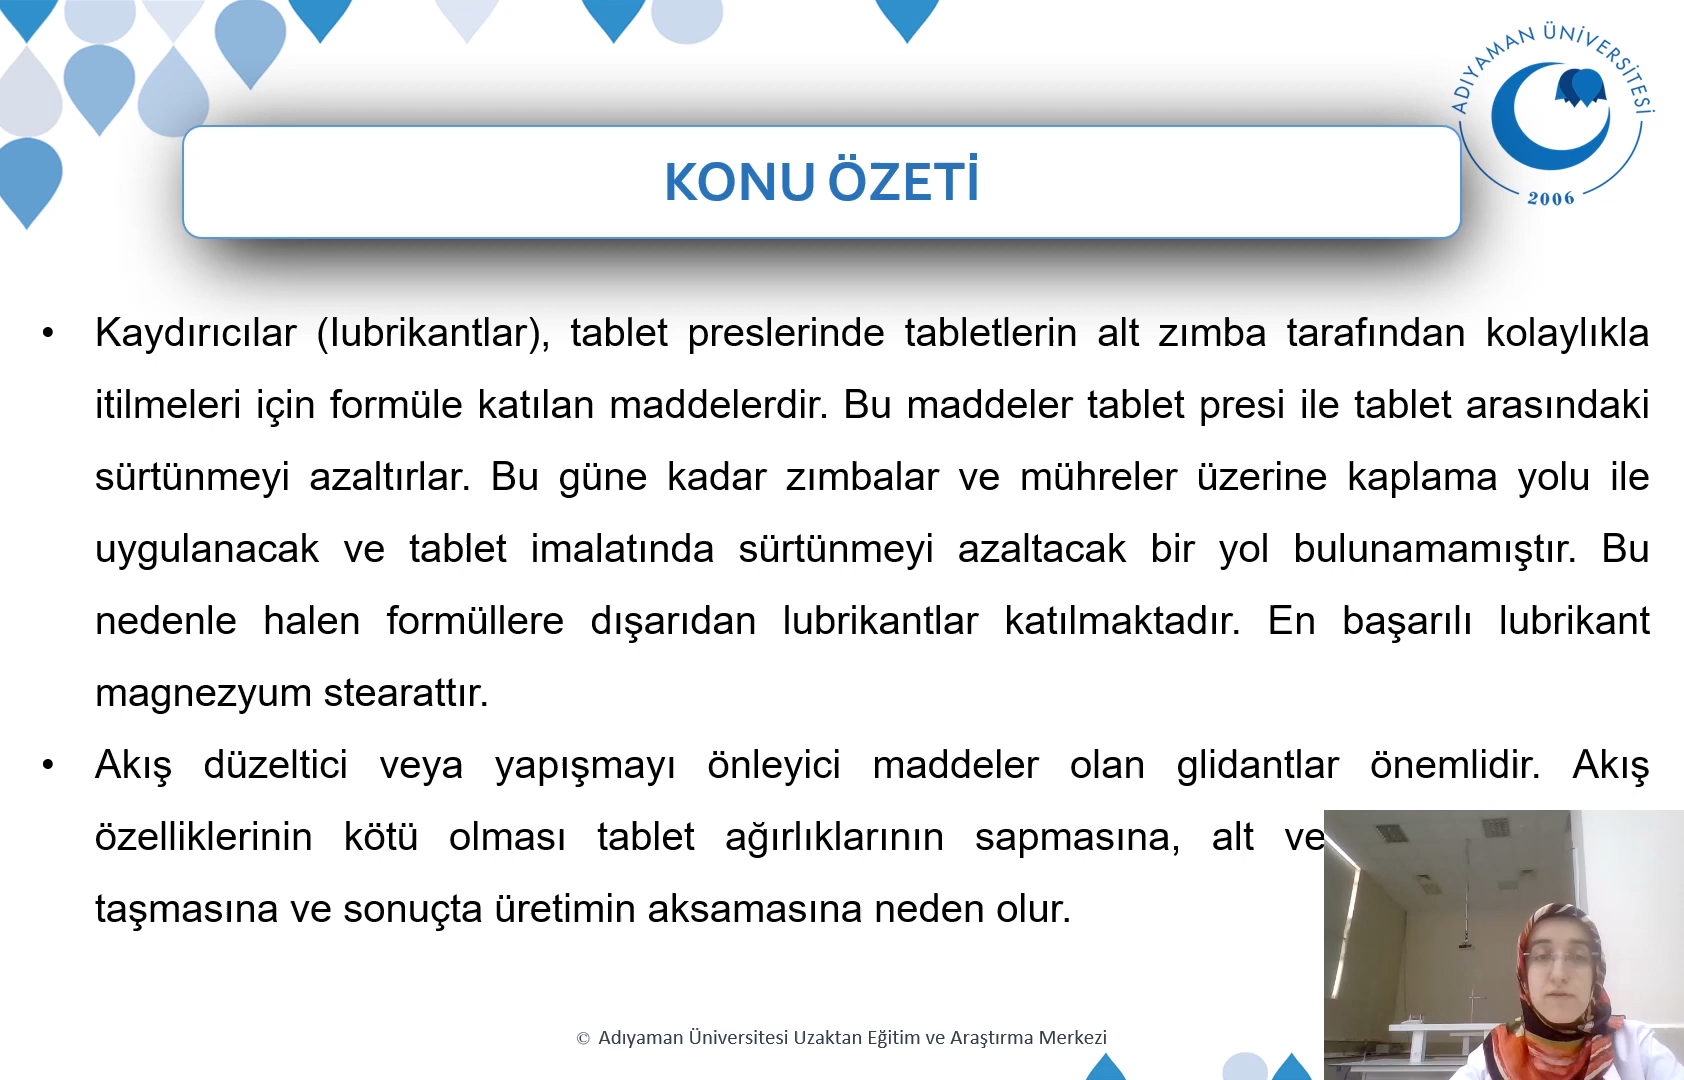 ADIYAMAN ÜNİVERSİTESİ
2006
KONU ÖZETİ
• Kaydırıcılar (lubrikantlar), tablet preslerinde tabletlerin alt zımba tarafından kolaylıkla
itilmeleri için formüle katılan maddelerdir. Bu maddeler tablet presi ile tablet arasındaki
sürtünmeyi azaltırlar. Bu güne kadar zımbalar ve mühreler üzerine kaplama yolu ile
uygulanacak ve tablet imalatında sürtünmeyi azaltacak bir yol bulunamamıştır. Bu
nedenle halen formüllere dışarıdan lubrikantlar katılmaktadır. En başarılı lubrikant
magnezyum stearattır.
• Akış düzeltici veya yapışmayı önleyici maddeler olan glidantlar önemlidir. Akış
özelliklerinin kötü olması tablet ağırlıklarının sapmasına, alt ve
taşmasına ve sonuçta üretimin aksamasına neden olur.
© Adıyaman Üniversitesi Uzaktan Eğitim ve Araştırma Merkezi